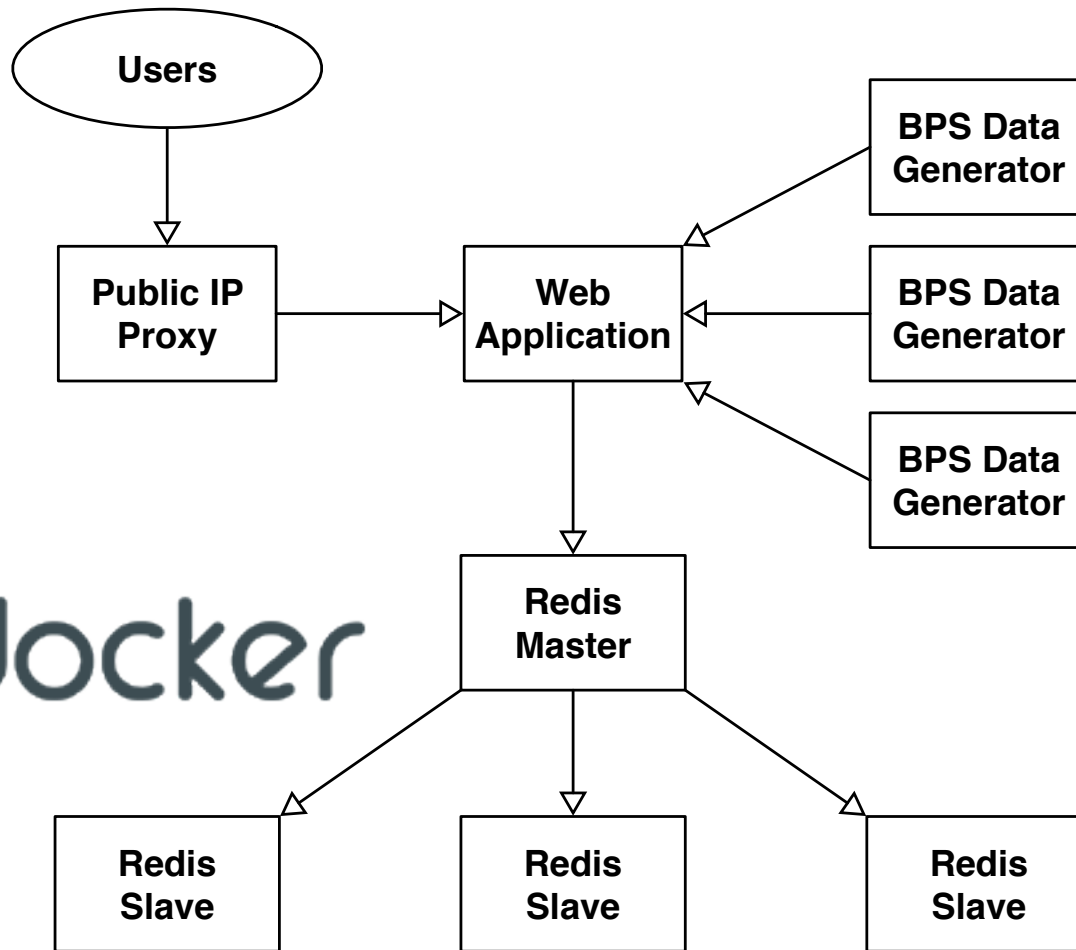 Users
BPS Data
Generator
Public IP
Proxy
Web
Application
BPS Data
Generator
BPS Data
Generator
Redis
Master
docker
Redis
Slave
Redis
Slave
Redis
Slave